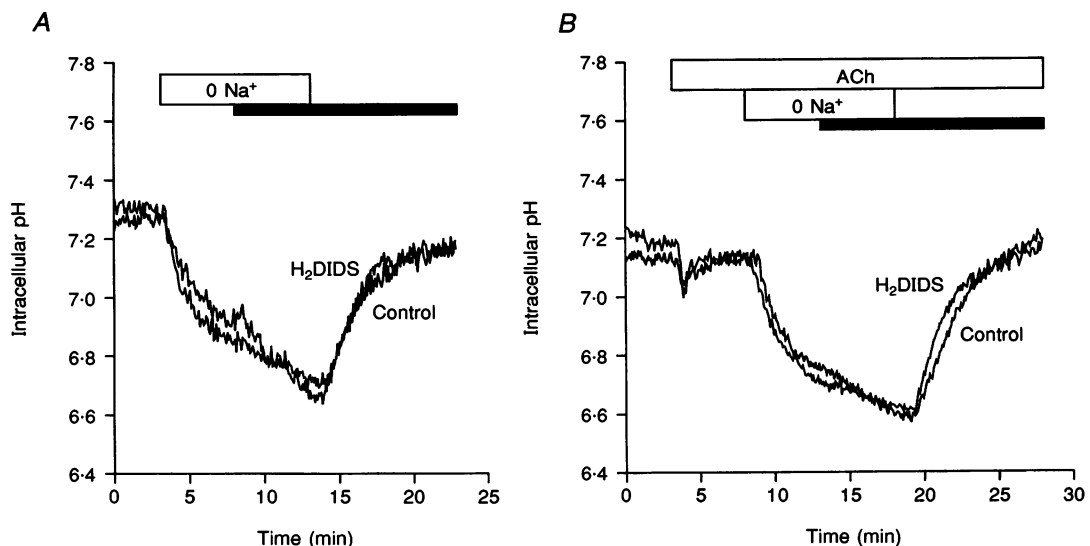 A
7·8
7·6
7·4
7·2
7·0
6·8
6·6
6·4
Intracellular pH
0 Na⁺
H₂DIDS
Control
0 5 10 15 20 25
Time (min)
B
7·8
7·6
7·4
7·2
7·0
6·8
6·6
6·4
Intracellular pH
ACh
0 Na⁺
H₂DIDS
Control
0 5 10 15 20 25 30
Time (min)